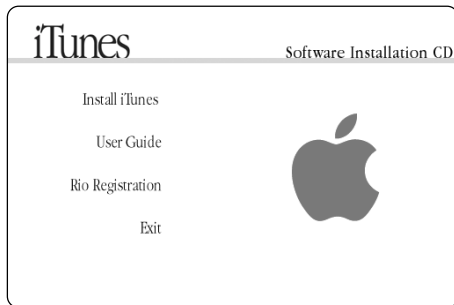 iTunes
Software Installation CD
Install iTunes
User Guide
Rio Registration
Exit